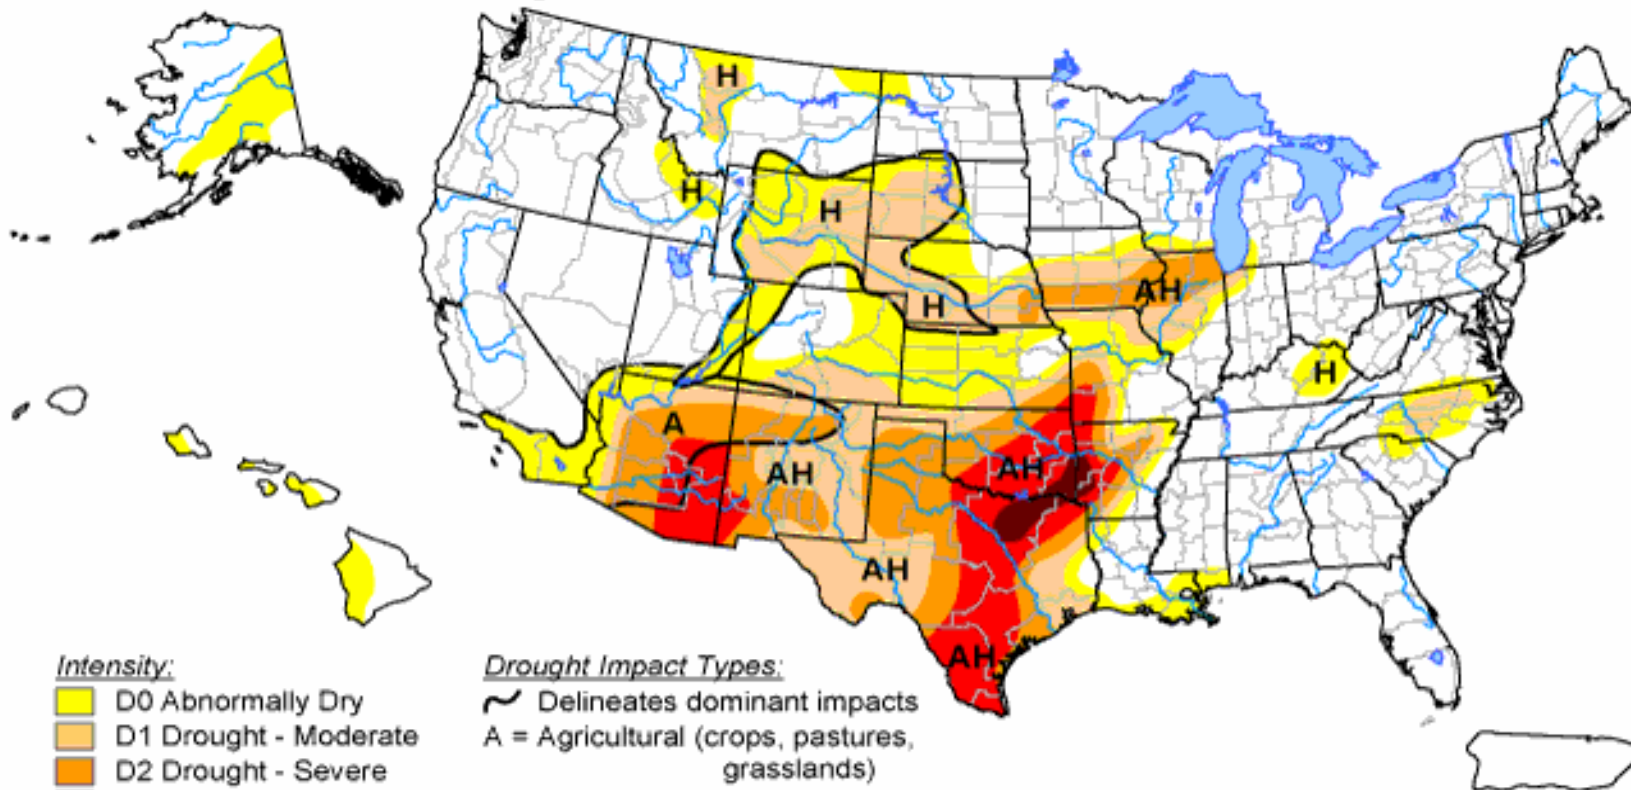 H
H
H
H
AH
H
A
AH
AH
AH
AH
Intensity:
D0 Abnormally Dry
D1 Drought - Moderate
D2 Drought - Severe
Drought Impact Types:
Delineates dominant impacts
A = Agricultural (crops, pastures,
grasslands)